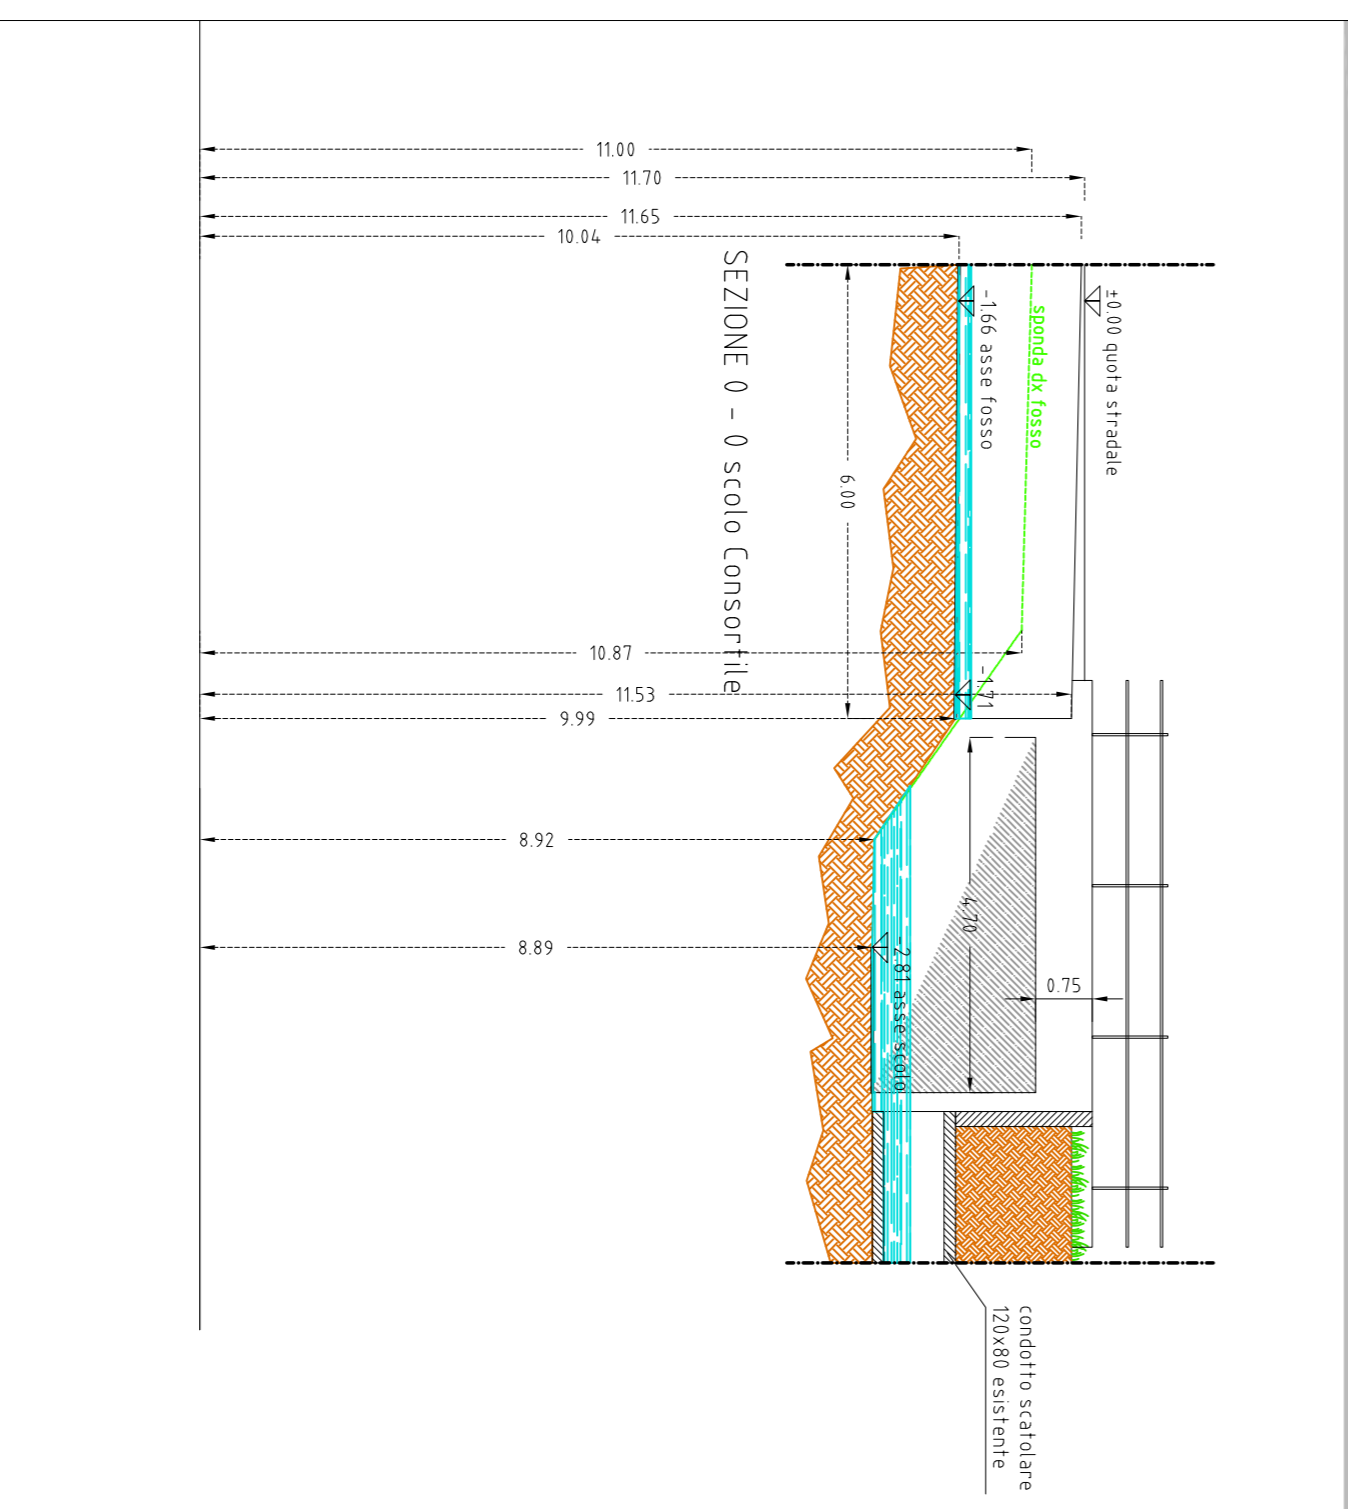 11.00
11.70
11.65
10.04
SEZIONE 0 - 0 scolo Consortile
±0.00 quota stradale
sponda dx fosso
-1.66 asse fosso
6.00
10.87
-1.71
11.53
9.99
8.92
4.70
8.89
-2.81 asse scolo
0.75
condotto scatolare
120x80 esistente